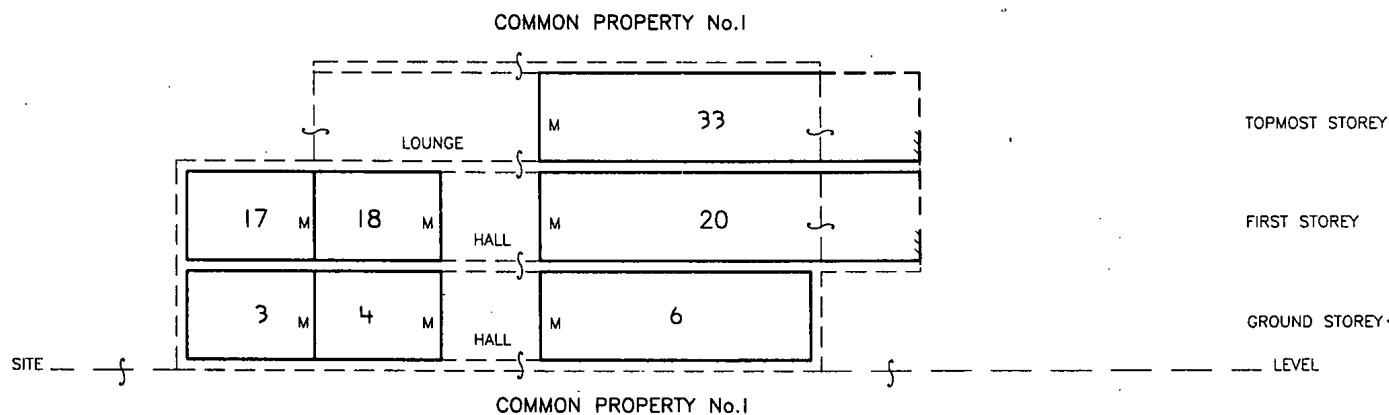 COMMON PROPERTY No.1
M 33 TOPMOST STOREY
LOUNGE
17 M 18 M HALL M 20 FIRST STOREY
3 M 4 M HALL M 6 GROUND STOREY
SITE LEVEL
COMMON PROPERTY No.1